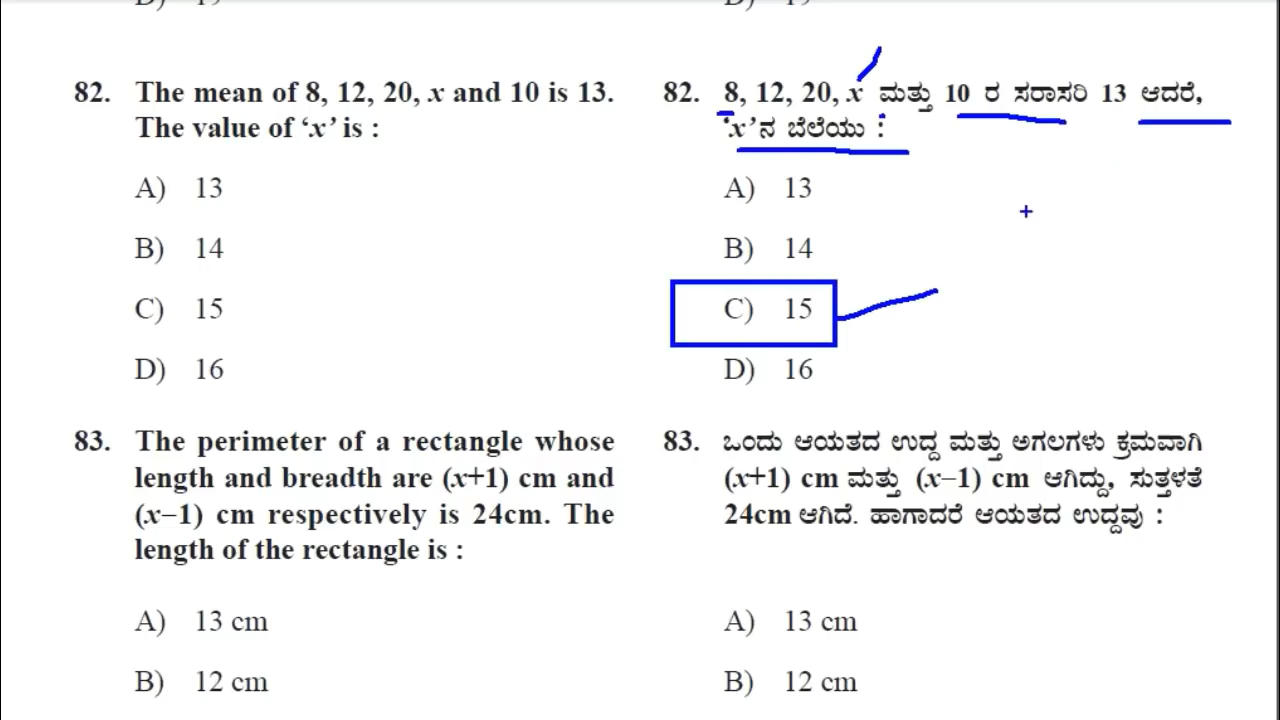 82. The mean of 8, 12, 20, x and 10 is 13.
The value of ‘x’ is :
A) 13
B) 14
C) 15
D) 16
83. The perimeter of a rectangle whose
length and breadth are (x+1) cm and
(x−1) cm respectively is 24cm. The
length of the rectangle is :
A) 13 cm
B) 12 cm
82. 8, 12, 20, x ಮತ್ತು 10 ರ ಸರಾಸರಿ 13 ಆದರೆ,
‘x’ನ ಬೆಲೆಯು :
A) 13
B) 14
C) 15
D) 16
83. ಒಂದು ಆಯತದ ಉದ್ದ ಮತ್ತು ಅಗಲಗಳು ಕ್ರಮವಾಗಿ
(x+1) cm ಮತ್ತು (x−1) cm ಆಗಿದ್ದು, ಸುತ್ತಳತೆ
24cm ಆಗಿದೆ. ಹಾಗಾದರೆ ಆಯತದ ಉದ್ದವು :
A) 13 cm
B) 12 cm